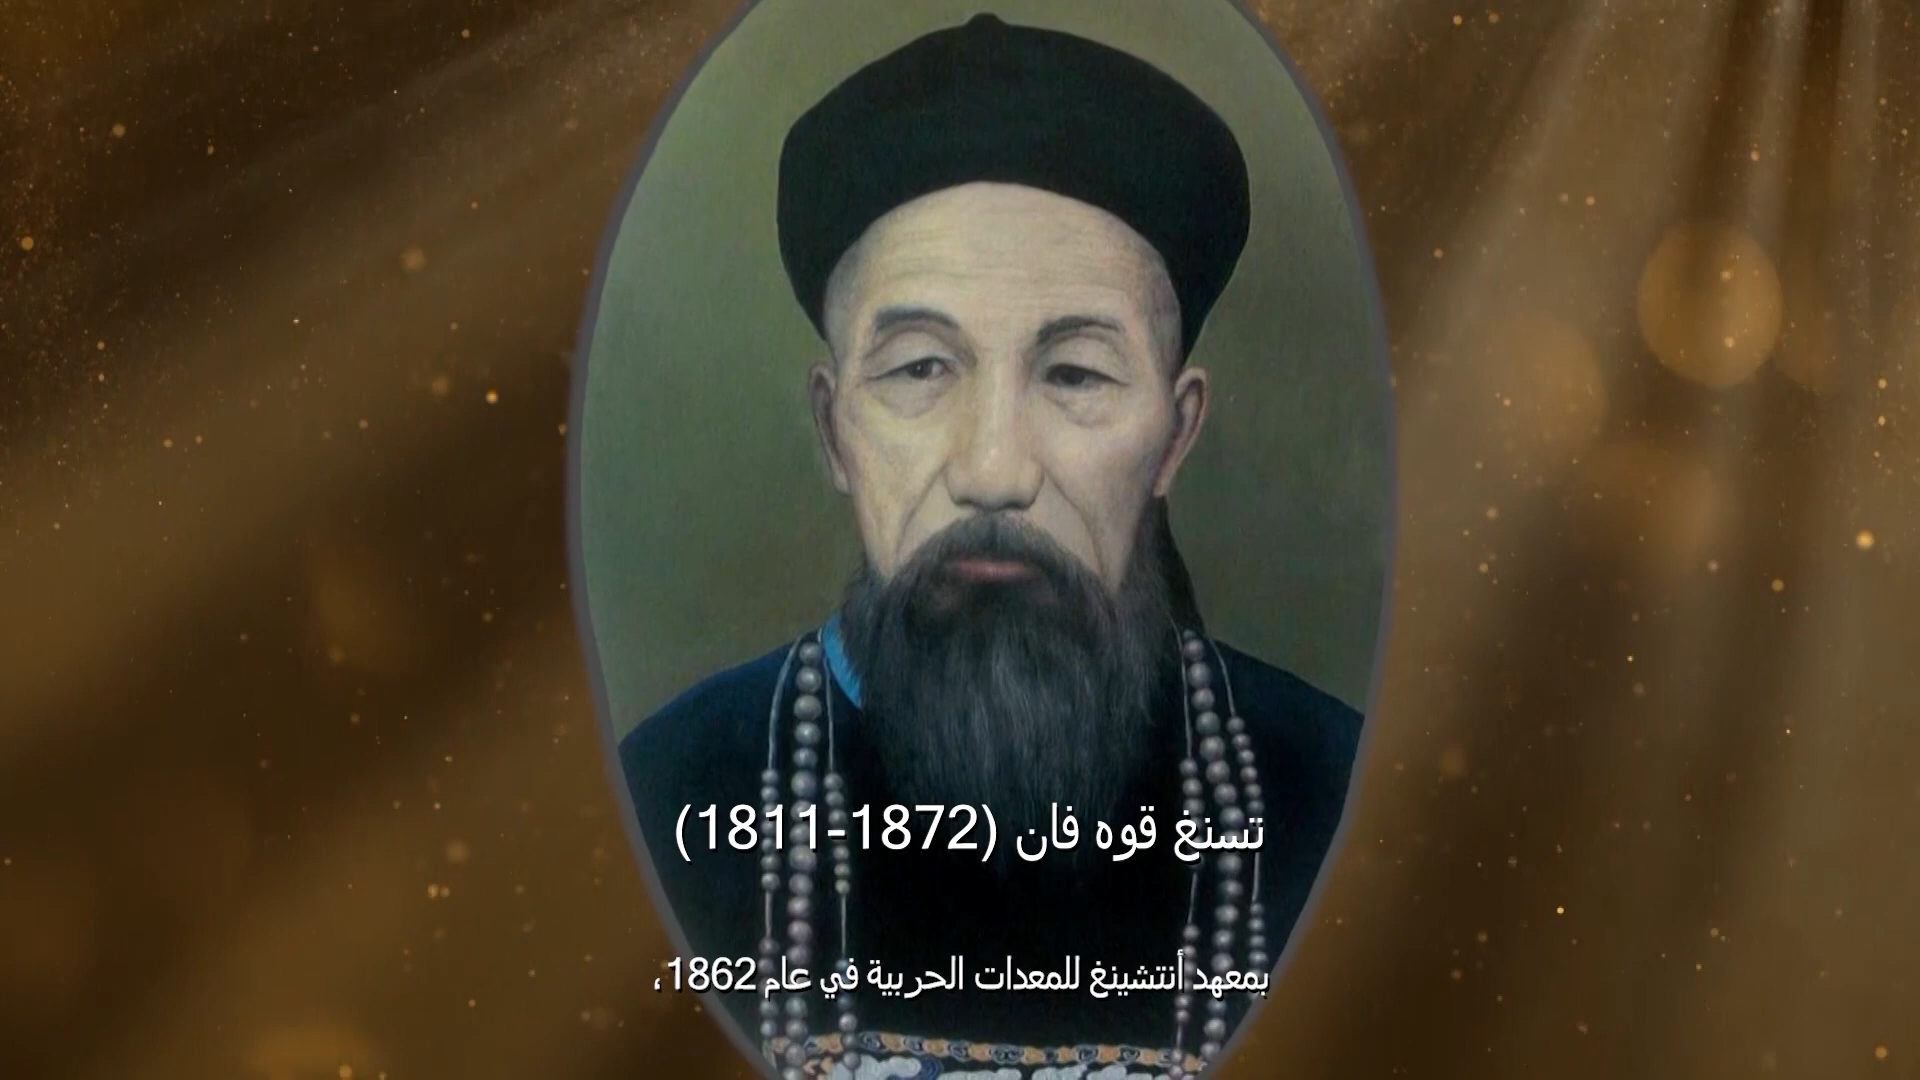 تسنغ قوه فان (1811-1872)
بمعهد أنتشينغ للمعدات الحربية في عام 1862،